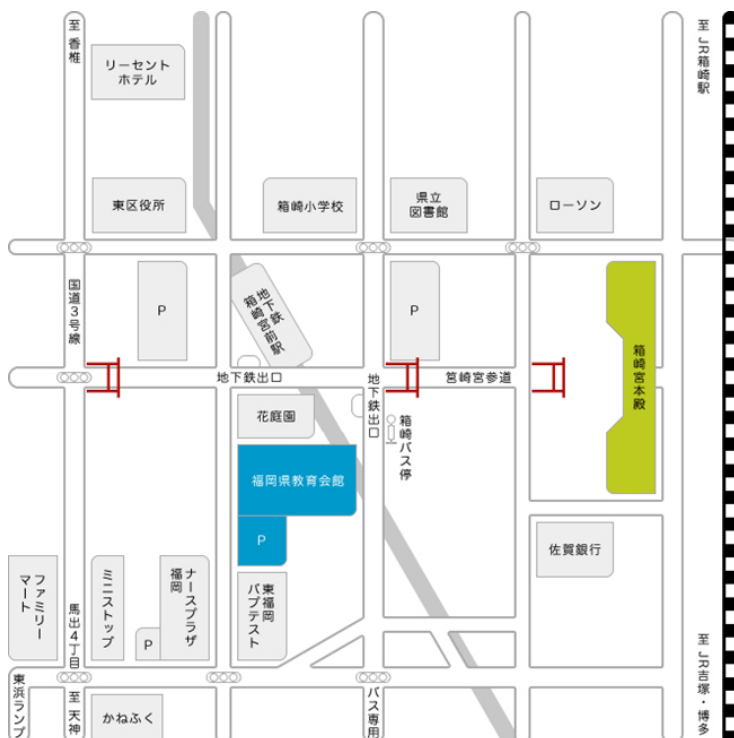 至 香椎
リーセント
ホテル
至 JR箱崎駅
東区役所
箱崎小学校
県立
図書館
ローソン
国道3号線
P
地下鉄
箱崎宮前駅
P
箱崎宮本殿
地下鉄出口
地下鉄出口
筥崎宮参道
花庭園
箱崎バス停
福岡県教育会館
P
佐賀銀行
ファミリー
マート
馬出4丁目
ミニストップ
P
ナースプラザ
福岡
東福岡
バプテスト
至 JR吉塚・博多
東浜ランプ
至 天神
かねふく
バス専用